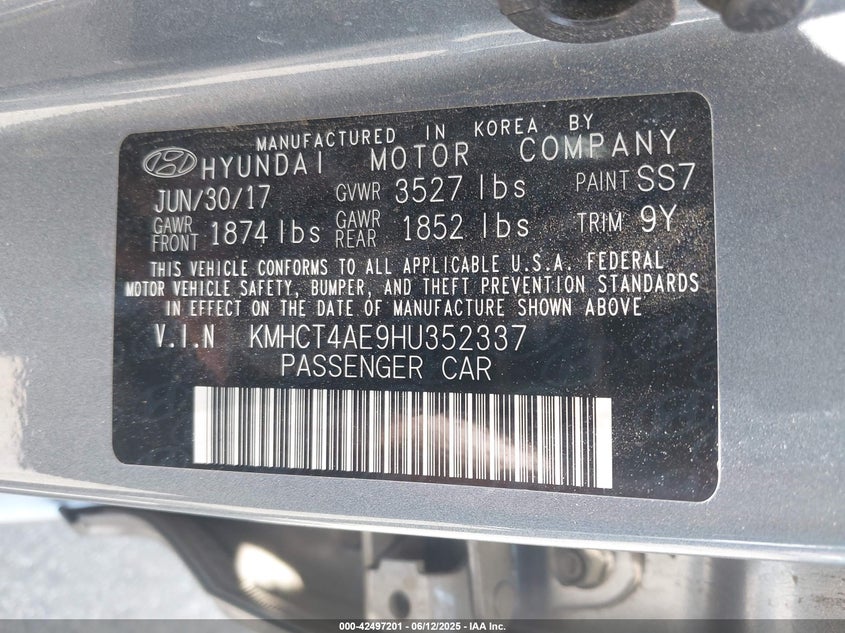 MANUFACTURED IN KOREA BY
HYUNDAI MOTOR COMPANY
JUN/30/17 GVWR 3527 lbs PAINT SS7
GAWR FRONT 1874 lbs GAWR REAR 1852 lbs TRIM 9Y
THIS VEHICLE CONFORMS TO ALL APPLICABLE U.S.A. FEDERAL
MOTOR VEHICLE SAFETY, BUMPER, AND THEFT PREVENTION STANDARDS
IN EFFECT ON THE DATE OF MANUFACTURE SHOWN ABOVE
V.I.N KMHCT4AE9HU352337
PASSENGER CAR
000-42497201 - 06/12/2025 - IAA Inc.